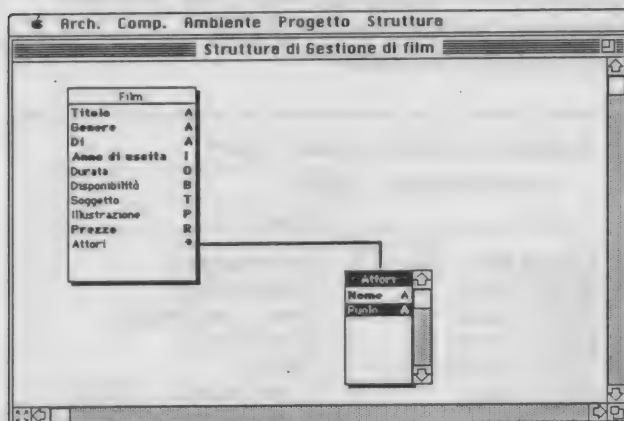 Arch. Comp. Ambiente Progetto Struttura
Struttura di Gestione di film
Film
Titolo A
Genere A
Di A
Anno di uscita I
Durata O
Disponibilità B
Soggetto T
Illustrazione P
Prezzo R
Attori *
Attori
Nome A
Ruolo A